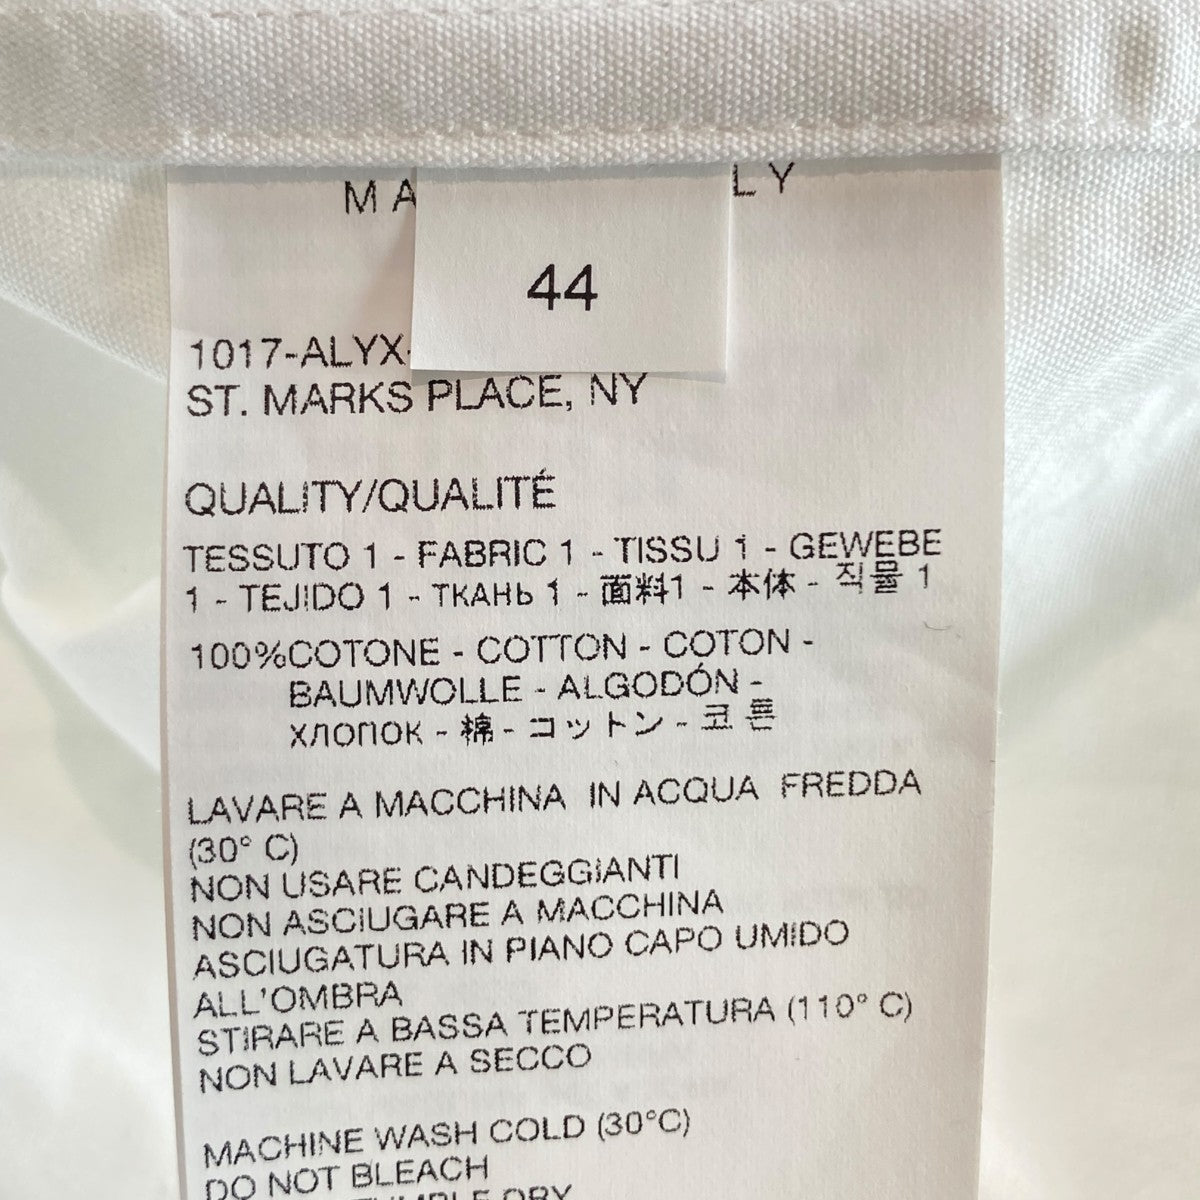 44
1017-ALYX
ST. MARKS PLACE, NY
QUALITY/QUALITÉ
TESSUTO 1 - FABRIC 1 - TISSU 1 - GEWEBE
1 - TEJIDO 1 - ТКАНЬ 1 - 面料1 - 本体 - 직물 1
100%COTONE - COTTON - COTON -
BAUMWOLLE - ALGODÓN -
ХЛОПОК - 棉 - コットン - 코튼
LAVARE A MACCHINA IN ACQUA FREDDA
(30° C)
NON USARE CANDEGGIANTI
NON ASCIUGARE A MACCHINA
ASCIUGATURA IN PIANO CAPO UMIDO
ALL'OMBRA
STIRARE A BASSA TEMPERATURA (110° C)
NON LAVARE A SECCO
MACHINE WASH COLD (30°C)
DO NOT BLEACH
TUMBLE DRY